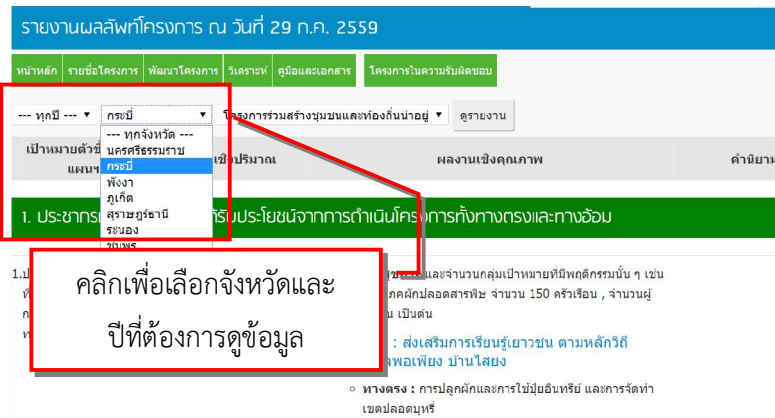 รายงานผลลัพท์โครงการ ณ วันที่ 29 ก.ค. 2559
หน้าหลัก รายชื่อโครงการ พัฒนาโครงการ วิเคราะห์ คู่มือและเอกสาร โครงการในความรับผิดชอบ
--- ทุกปี --- กระบี่ โครงการร่วมสร้างชุมชนและท้องถิ่นน่าอยู่ ดูรายงาน
--- ทุกจังหวัด ---
นครศรีธรรมราช
กระบี่
พังงา
ภูเก็ต
สุราษฎร์ธานี
ระนอง
ชุมพร
เป้าหมายตัวชี้
แผนฯ
เชิงปริมาณ ผลงานเชิงคุณภาพ คำนิยาม
1. ประชากร ได้รับประโยชน์จากการดำเนินโครงการทั้งทางตรงและทางอ้อม
คลิกเพื่อเลือกจังหวัดและ
ปีที่ต้องการดูข้อมูล
และจำนวนกลุ่มเป้าหมายที่มีพฤติกรรมนั้น ๆ เช่น
ภคผักปลอดสารพิษ จำนวน 150 ครัวเรือน , จำนวนผู้
เป็นต้น
: ส่งเสริมการเรียนรู้เยาวชน ตามหลักวิถี
พอเพียง บ้านไสยง
ทางตรง : การปลูกผักและการใช้ปุ๋ยอินทรีย์ และการจัดทำ
เขตปลอดบุหรี่